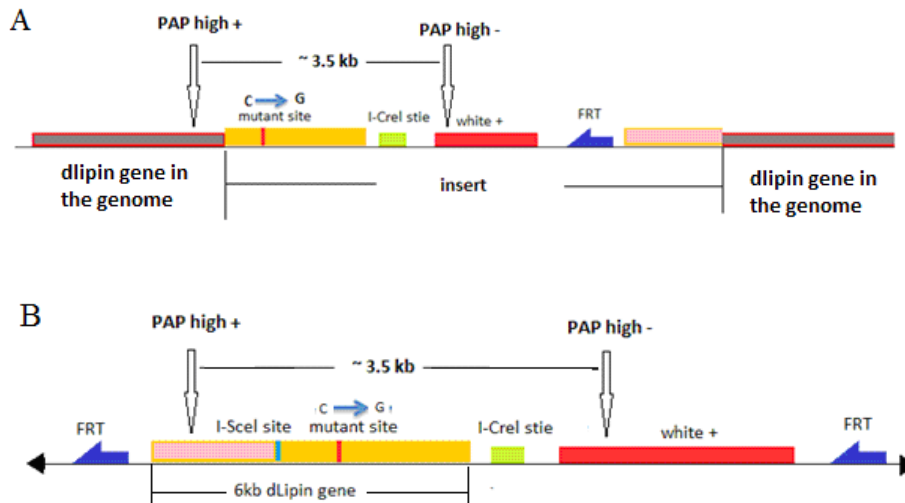 A
PAP high +
PAP high -
~ 3.5 kb
C G
mutant site
I-CreI stie
white +
FRT
dlipin gene in
the genome
insert
dlipin gene in
the genome
B
PAP high +
PAP high -
~ 3.5 kb
C G
FRT
I-SceI site
mutant site
I-CreI stie
white +
FRT
6kb dLipin gene